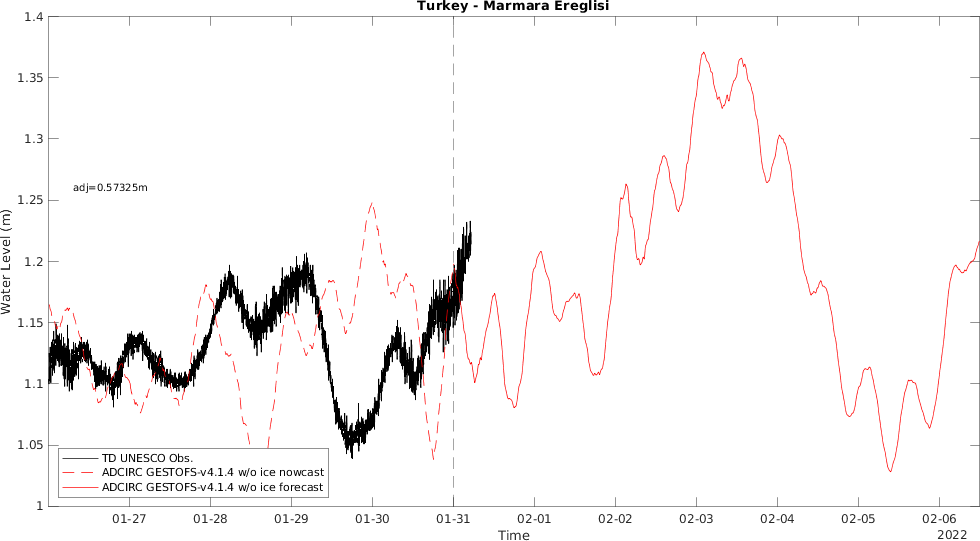 Turkey - Marmara Ereglisi
1.4
1.35
1.3
1.25
1.2
1.15
1.1
1.05
1
Water Level (m)
adj=0.57325m
TD UNESCO Obs.
ADCIRC GESTOFS-v4.1.4 w/o ice nowcast
ADCIRC GESTOFS-v4.1.4 w/o ice forecast
01-27 01-28 01-29 01-30 01-31 02-01 02-02 02-03 02-04 02-05 02-06
Time
2022